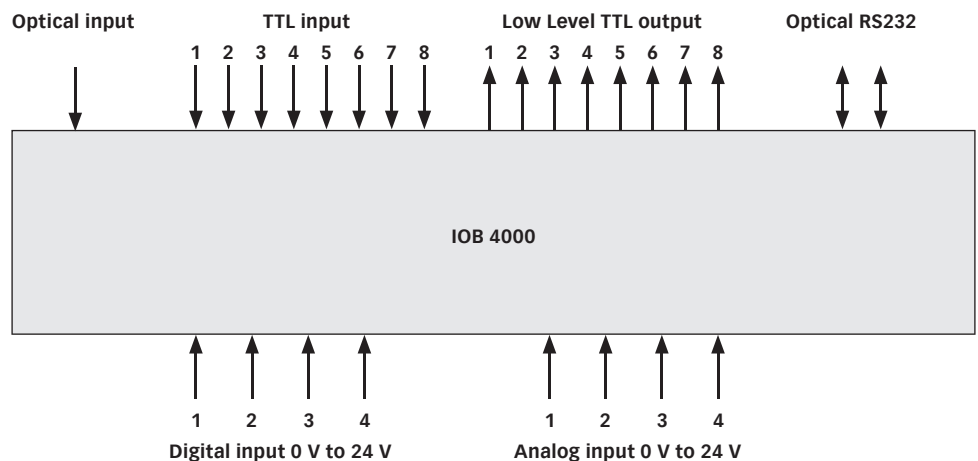 Optical input TTL input Low Level TTL output Optical RS232
1 2 3 4 5 6 7 8 1 2 3 4 5 6 7 8
IOB 4000
1 2 3 4 1 2 3 4
Digital input 0 V to 24 V Analog input 0 V to 24 V